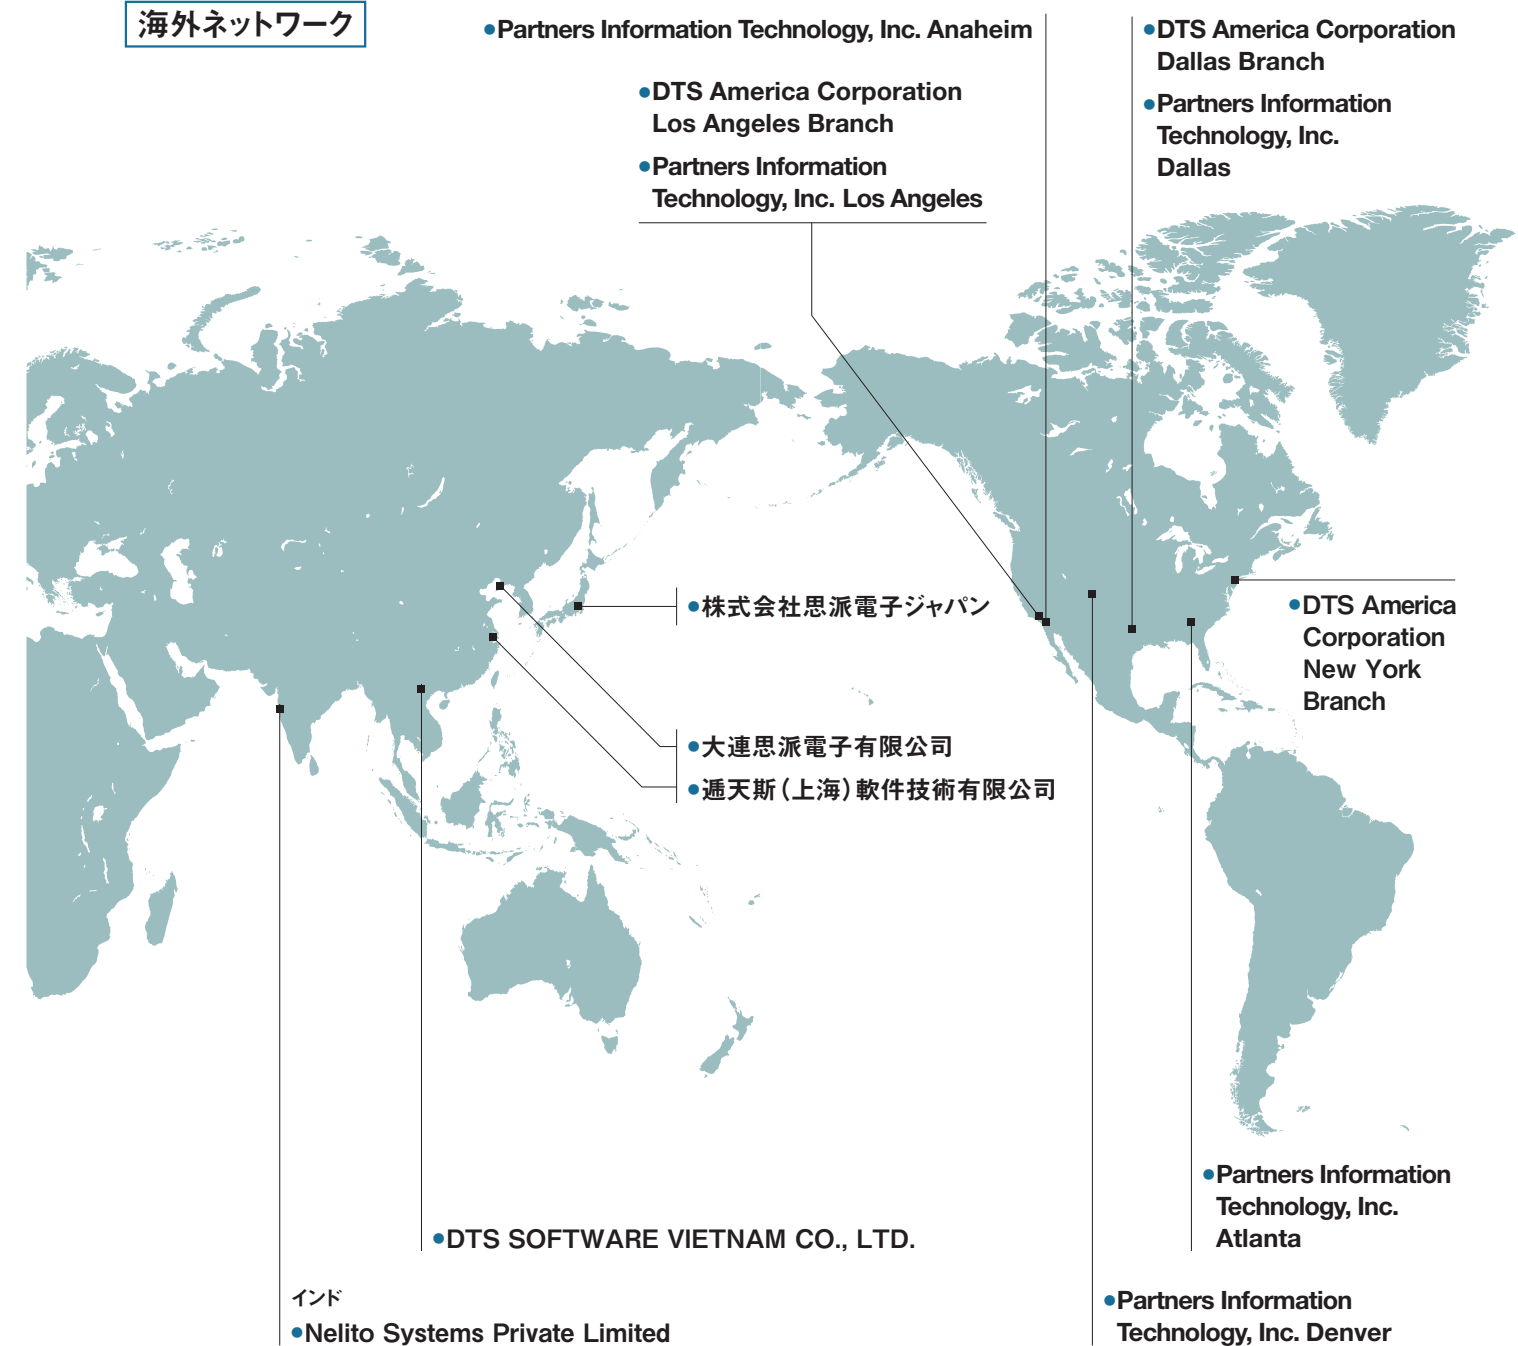 海外ネットワーク
●Partners Information Technology, Inc. Anaheim
●DTS America Corporation
Los Angeles Branch
●Partners Information
Technology, Inc. Los Angeles
●DTS America Corporation
Dallas Branch
●Partners Information
Technology, Inc.
Dallas
●株式会社思派電子ジャパン
●DTS America
Corporation
New York
Branch
●大連思派電子有限公司
●逓天斯（上海）軟件技術有限公司
●Partners Information
Technology, Inc.
Atlanta
●DTS SOFTWARE VIETNAM CO., LTD.
インド
●Nelito Systems Private Limited
●Partners Information
Technology, Inc. Denver